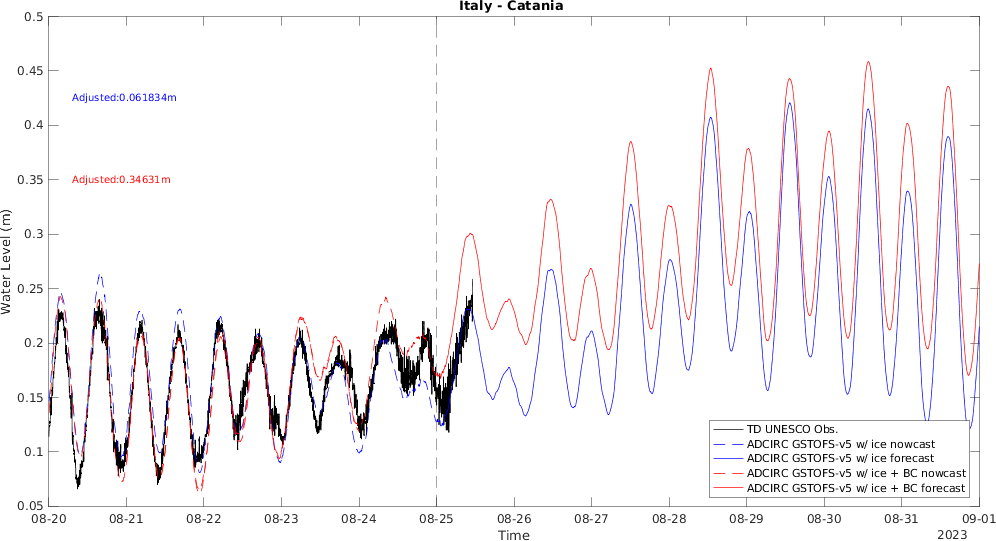 Italy - Catania
0.5
0.45
0.4
0.35
0.3
0.25
0.2
0.15
0.1
0.05
Water Level (m)
Adjusted:0.061834m
Adjusted:0.34631m
TD UNESCO Obs.
ADCIRC GSTOFS-v5 w/ ice nowcast
ADCIRC GSTOFS-v5 w/ ice forecast
ADCIRC GSTOFS-v5 w/ ice + BC nowcast
ADCIRC GSTOFS-v5 w/ ice + BC forecast
08-20 08-21 08-22 08-23 08-24 08-25 08-26 08-27 08-28 08-29 08-30 08-31 09-01
Time
2023